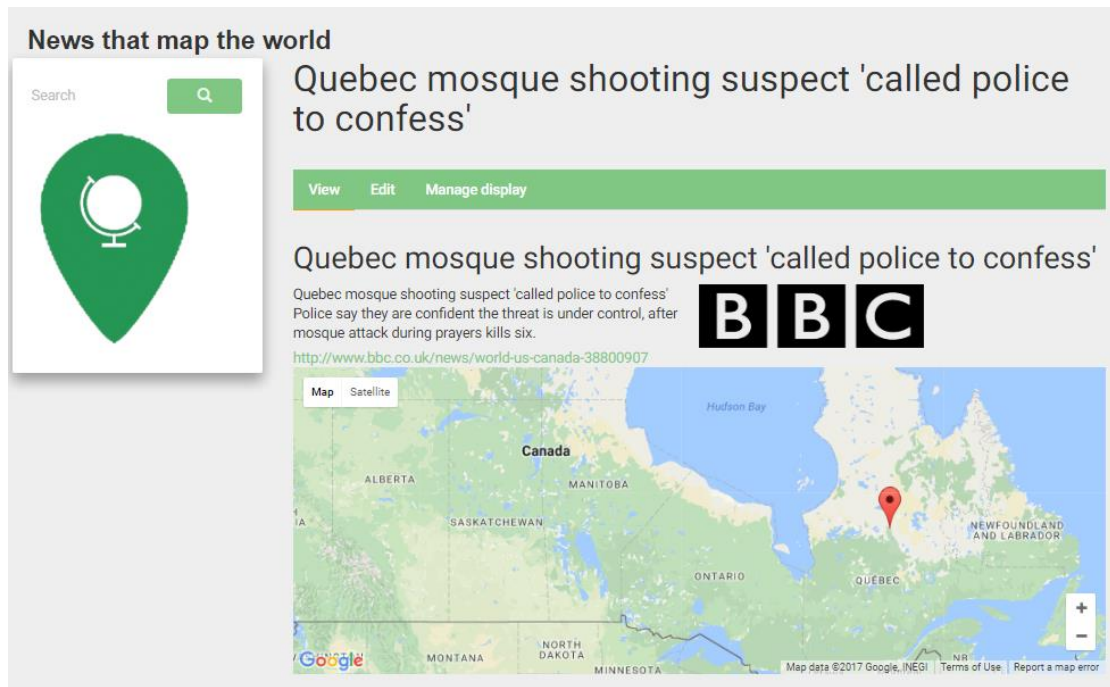 News that map the world
Search
Quebec mosque shooting suspect 'called police
to confess'
View Edit Manage display
Quebec mosque shooting suspect 'called police to confess'
Quebec mosque shooting suspect 'called police to confess'
Police say they are confident the threat is under control, after
mosque attack during prayers kills six.
BBC
http://www.bbc.co.uk/news/world-us-canada-38800907
Map Satellite
Hudson Bay
Canada
ALBERTA
MANITOBA
SASKATCHEWAN
NEWFOUNDLAND
AND LABRADOR
ONTARIO
QUÉBEC
+
−
NORTH
DAKOTA
MONTANA
MINNESOTA
NB
Google
Map data ©2017 Google, INEGI Terms of Use Report a map error